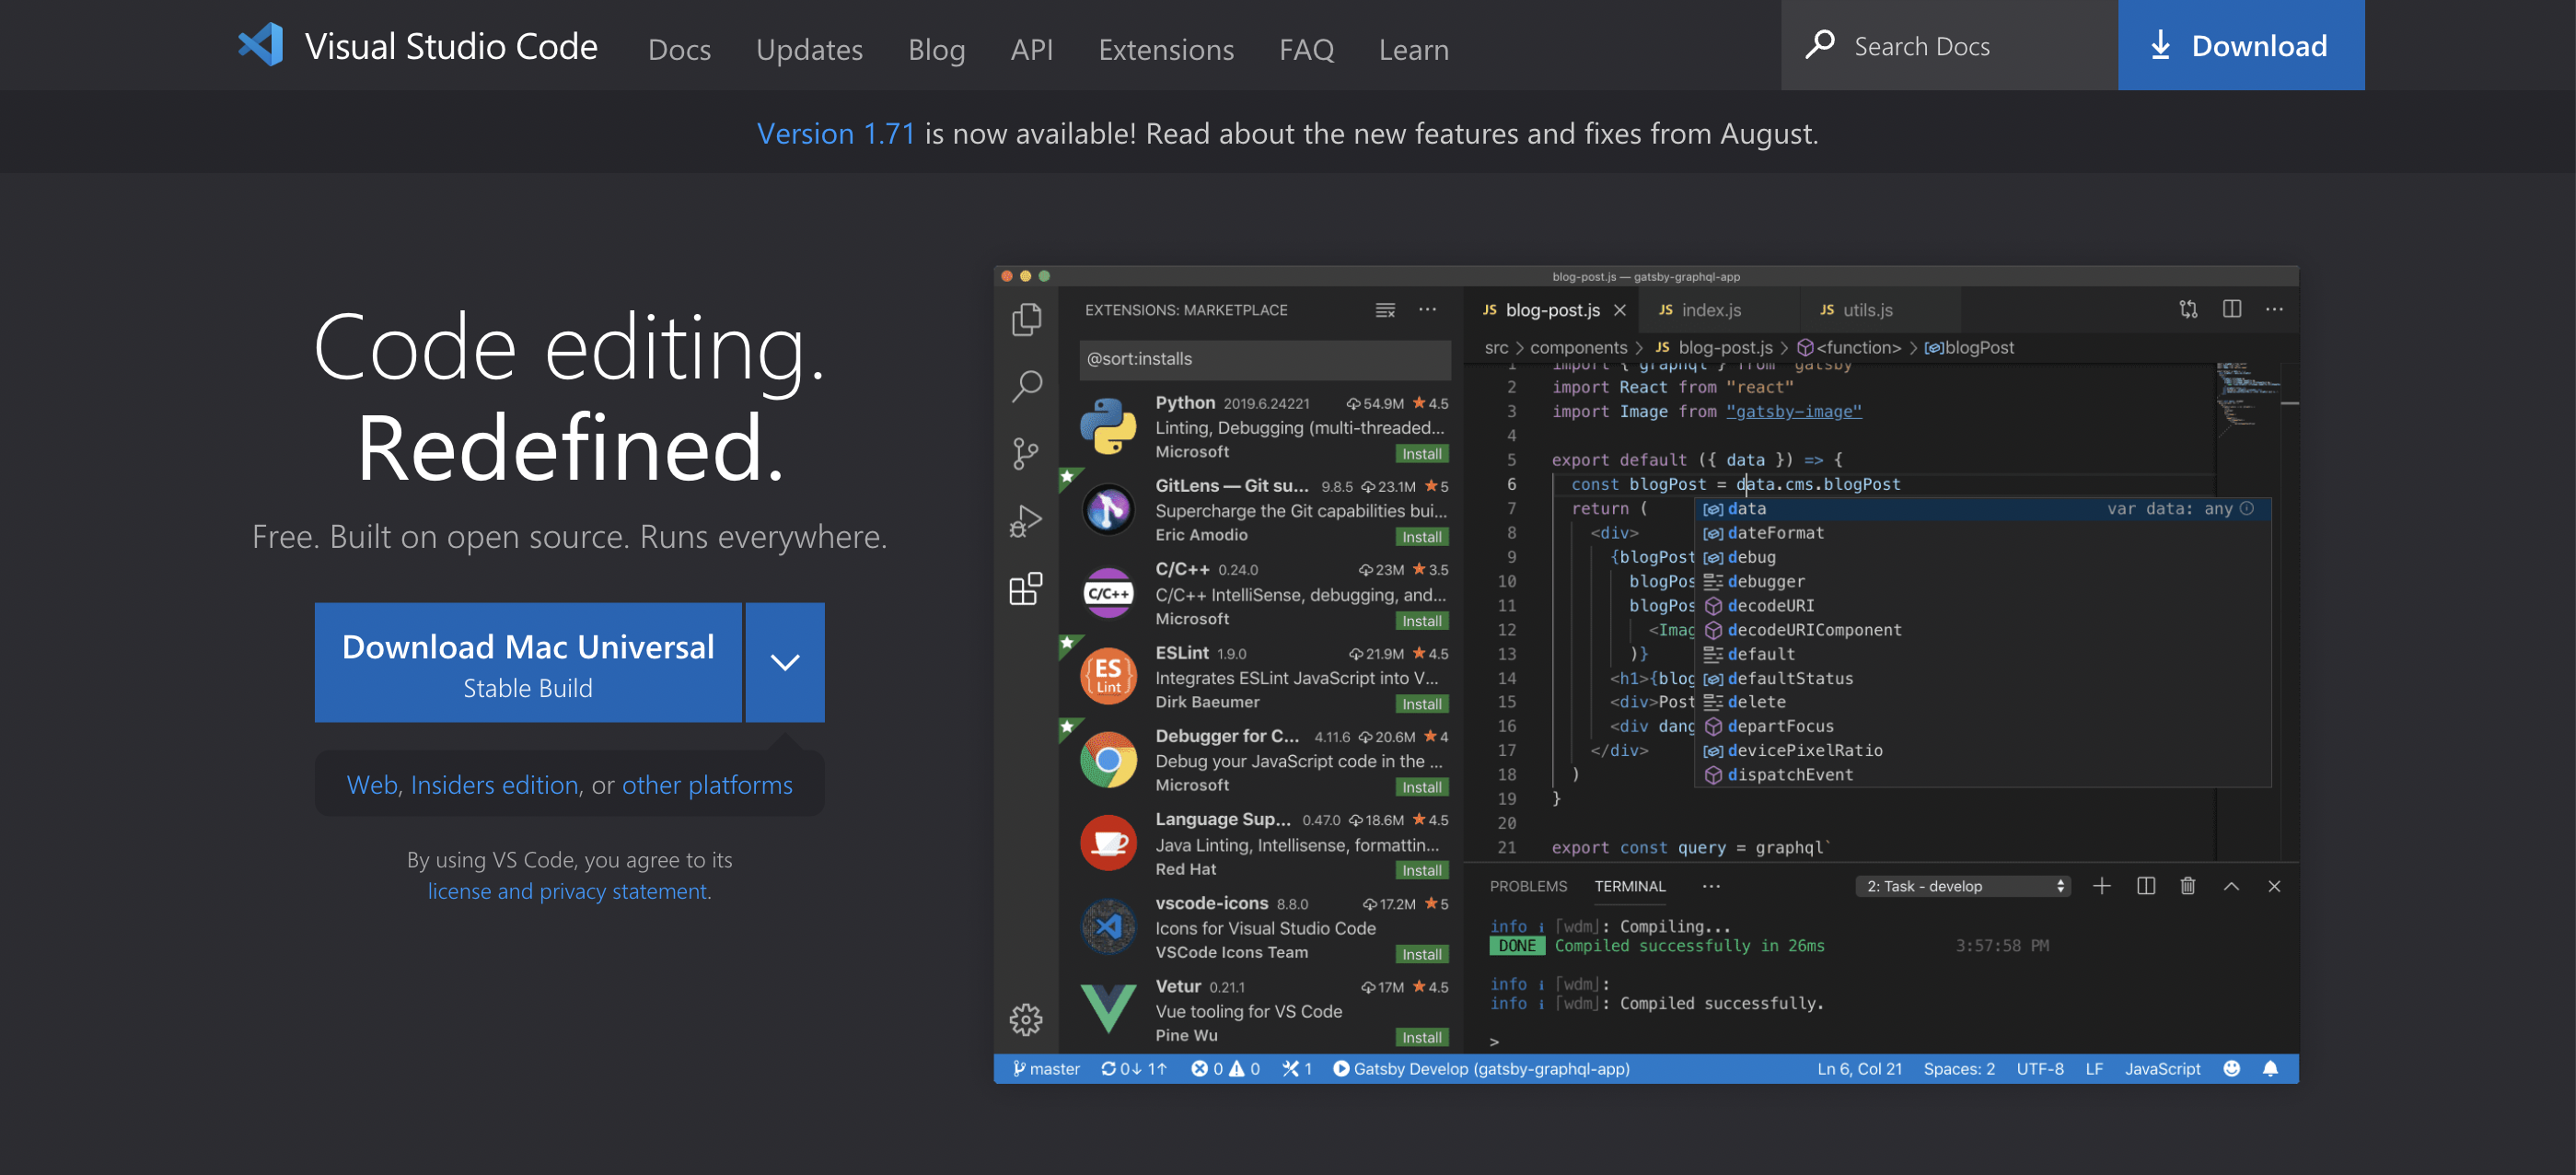 Visual Studio Code Docs Updates Blog API Extensions FAQ Learn Search Docs Download
Version 1.71 is now available! Read about the new features and fixes from August.
Code editing.
Redefined.
Free. Built on open source. Runs everywhere.
Download Mac Universal
Stable Build
Web, Insiders edition, or other platforms
By using VS Code, you agree to its
license and privacy statement.
blog-post.js — gatsby-graphql-app
EXTENSIONS: MARKETPLACE
@sort:installs
Python 2019.6.24221 54.9M 4.5
Linting, Debugging (multi-threaded...
Microsoft Install
GitLens — Git su... 9.8.5 23.1M 5
Supercharge the Git capabilities bui...
Eric Amodio Install
C/C++
C/C++ 0.24.0 23M 3.5
C/C++ IntelliSense, debugging, and...
Microsoft Install
ES
Lint
ESLint 1.9.0 21.9M 4.5
Integrates ESLint JavaScript into V...
Dirk Baeumer Install
Debugger for C... 4.11.6 20.6M 4
Debug your JavaScript code in the ...
Microsoft Install
Language Sup... 0.47.0 18.6M 4.5
Java Linting, Intellisense, formattin...
Red Hat Install
vscode-icons 8.8.0 17.2M 5
Icons for Visual Studio Code
VSCode Icons Team Install
Vetur 0.21.1 17M 4.5
Vue tooling for VS Code
Pine Wu Install
JS blog-post.js JS index.js JS utils.js
src > components > JS blog-post.js > <function> > blogPost
1 import { graphql } from "gatsby"
2 import React from "react"
3 import Image from "gatsby-image"
4
5 export default ({ data }) => {
6 const blogPost = data.cms.blogPost
7 return (
8 <div>
9 {blogPost
10 blogPos
11 blogPos
12 <Imag
13 )}
14 <h1>{blog
15 <div>Post
16 <div dang
17 </div>
18 )
19 }
20
21 export const query = graphql`
data var data: any
dateFormat
debug
debugger
decodeURI
decodeURIComponent
default
defaultStatus
delete
departFocus
devicePixelRatio
dispatchEvent
PROBLEMS TERMINAL ... 2: Task - develop
info i ｢wdm｣: Compiling...
DONE Compiled successfully in 26ms 3:57:58 PM
info i ｢wdm｣:
info i ｢wdm｣: Compiled successfully.
>
master 0↓ 1↑ 0 0 1 Gatsby Develop (gatsby-graphql-app) Ln 6, Col 21 Spaces: 2 UTF-8 LF JavaScript